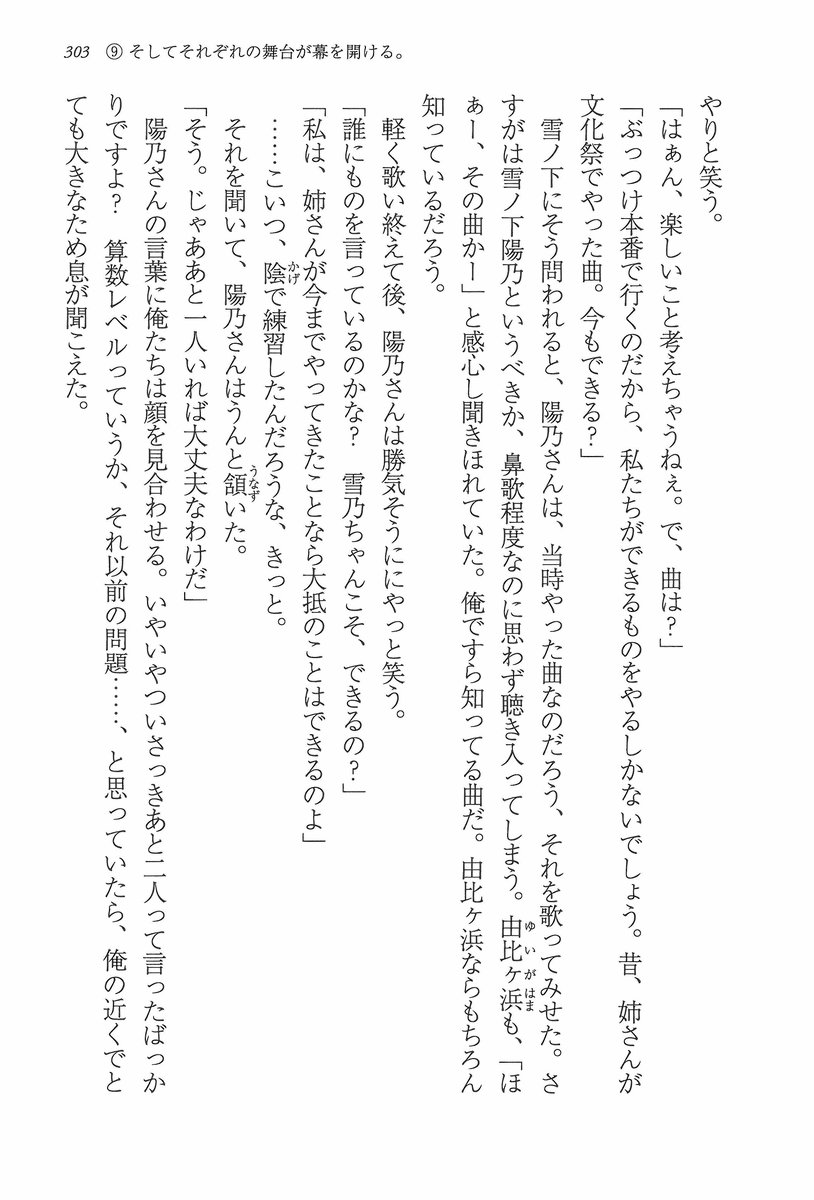 303 ⑨ そしてそれぞれの舞台が幕を開ける。
やりと笑う。
「はぁん、楽しいこと考えちゃうねぇ。で、曲は？」
「ぶっつけ本番で行くのだから、私たちができるものをやるしかないでしょう。昔、姉さんが
文化祭でやった曲。今もできる？」
雪ノ下にそう問われると、陽乃さんは、当時やった曲なのだろう、それを歌ってみせた。さ
すがは雪ノ下陽乃というべきか、鼻歌程度なのに思わず聴き入ってしまう。由比ヶ浜も、「ほ
ぁー、その曲かー」と感心し聞きほれていた。俺ですら知ってる曲だ。由比ヶ浜ならもちろん
知っているだろう。
軽く歌い終えて後、陽乃さんは勝気そうににやっと笑う。
「誰にものを言っているのかな？　雪乃ちゃんこそ、できるの？」
「私は、姉さんが今までやってきたことなら大抵のことはできるのよ」
……こいつ、陰で練習したんだろうな、きっと。
それを聞いて、陽乃さんはうんと頷いた。
「そう。じゃああと一人いれば大丈夫なわけだ」
陽乃さんの言葉に俺たちは顔を見合わせる。いやいやついさっきあと二人って言ったばっか
りですよ？　算数レベルっていうか、それ以前の問題……、と思っていたら、俺の近くでと
ても大きなため息が聞こえた。